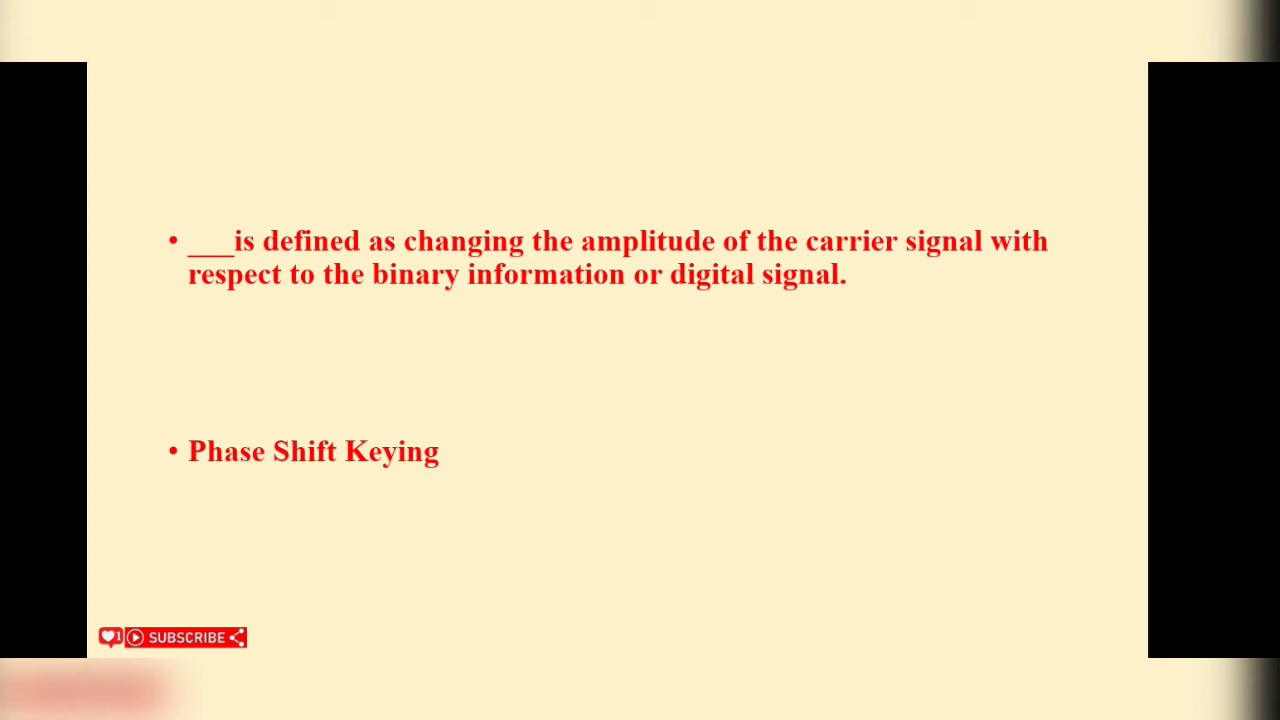 • ___is defined as changing the amplitude of the carrier signal with
respect to the binary information or digital signal.
• Phase Shift Keying
1 SUBSCRIBE